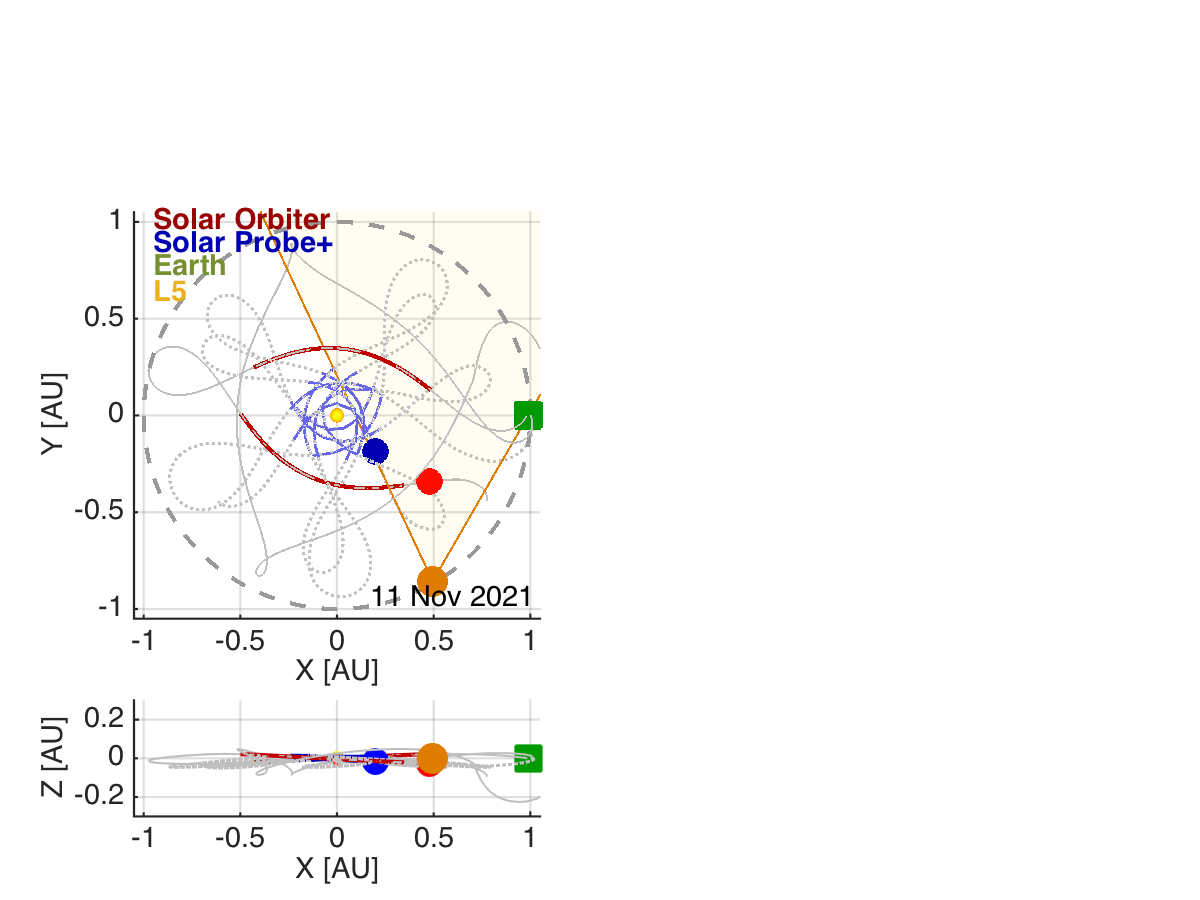 Solar Orbiter
Solar Probe+
Earth
L5
1
0.5
0
-0.5
-1
Y [AU]
11 Nov 2021
-1 -0.5 0 0.5 1
X [AU]
0.2
0
-0.2
Z [AU]
-1 -0.5 0 0.5 1
X [AU]